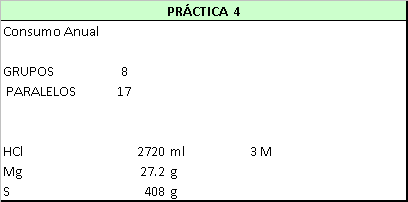 PRÁCTICA 4
Consumo Anual
GRUPOS 8
PARALELOS 17
HCl 2720 ml 3 M
Mg 27.2 g
S 408 g